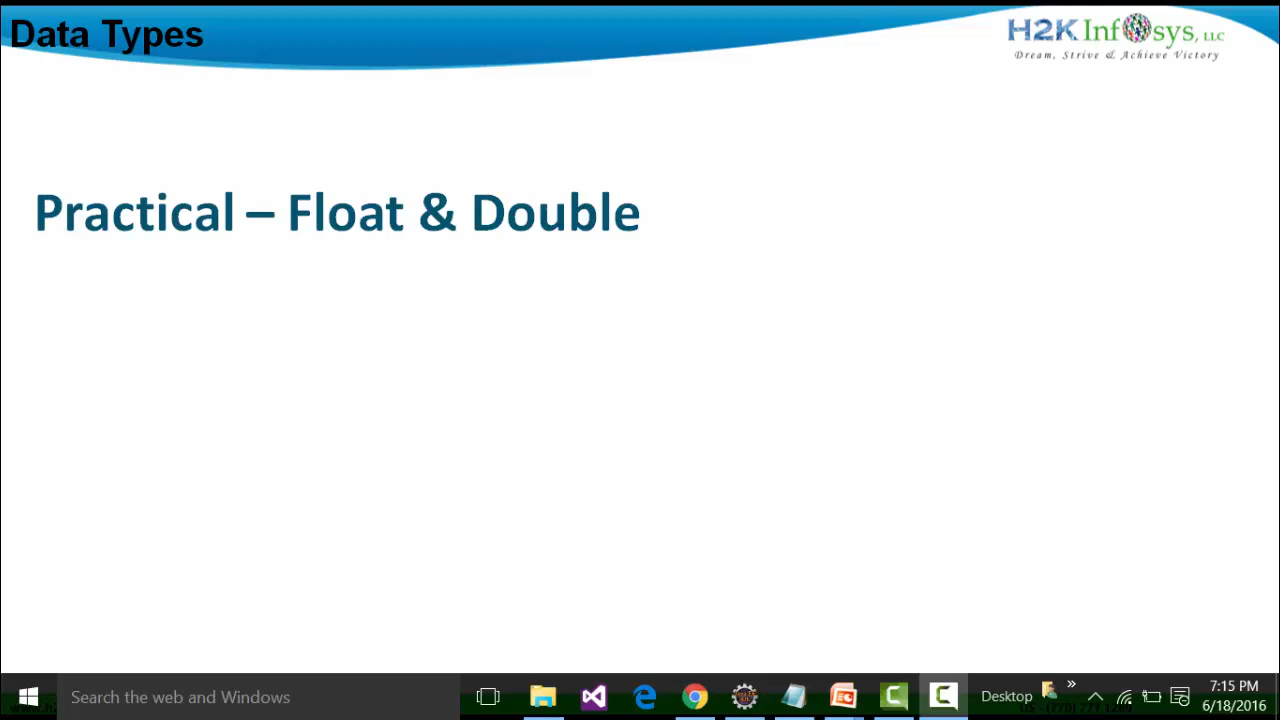 Data Types
H2K Infosys, LLC
Dream, Strive & Achieve Victory
Practical – Float & Double
Search the web and Windows
Desktop
7:15 PM
6/18/2016